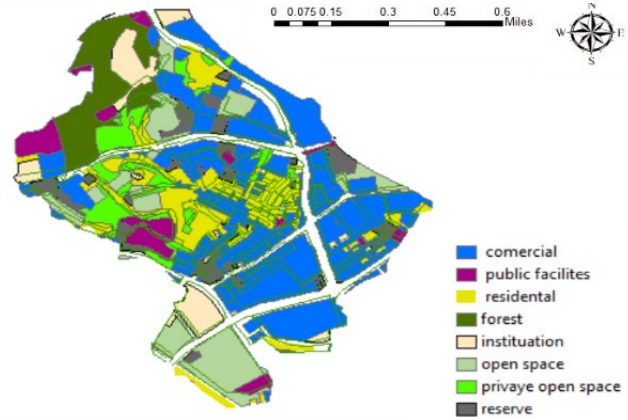 0 0.075 0.15 0.3 0.45 0.6
Miles
N
W E
S
comercial
public facilites
residental
forest
instituation
open space
privaye open space
reserve